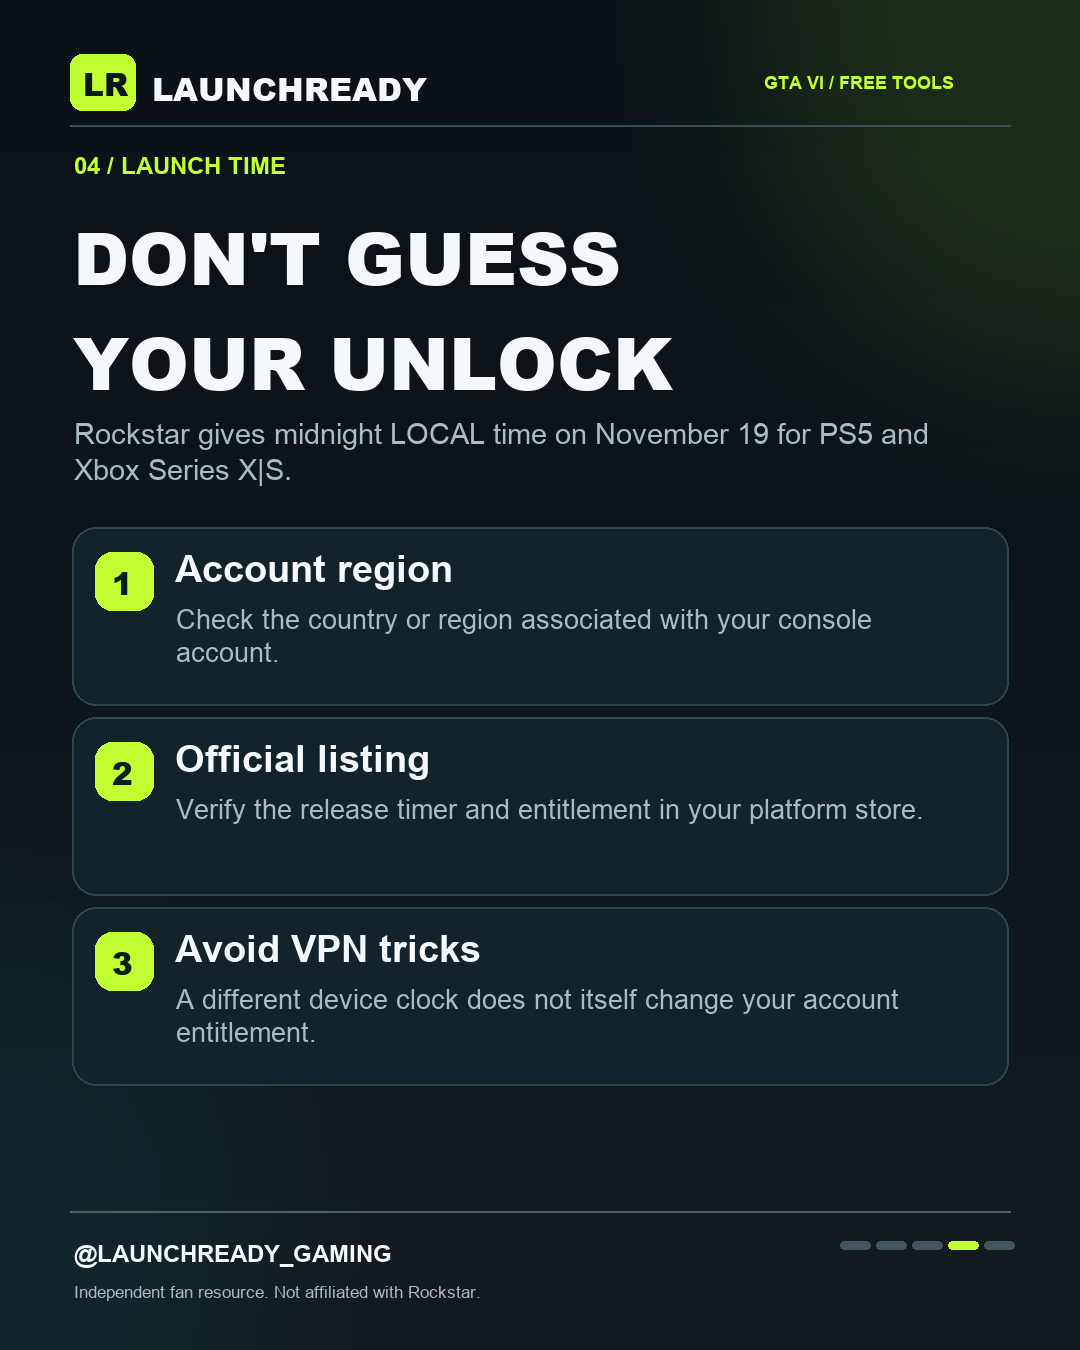 LR LAUNCHREADY
GTA VI / FREE TOOLS
04 / LAUNCH TIME
DON'T GUESS
YOUR UNLOCK
Rockstar gives midnight LOCAL time on November 19 for PS5 and
Xbox Series X|S.
1 Account region
Check the country or region associated with your console
account.
2 Official listing
Verify the release timer and entitlement in your platform store.
3 Avoid VPN tricks
A different device clock does not itself change your account
entitlement.
@LAUNCHREADY_GAMING
Independent fan resource. Not affiliated with Rockstar.